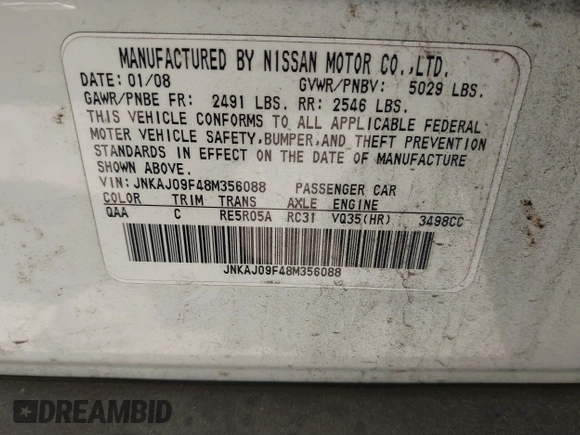 MANUFACTURED BY NISSAN MOTOR CO.,LTD.
DATE: 01/08 GVWR/PNBV: 5029 LBS.
GAWR/PNBE FR: 2491 LBS. RR: 2546 LBS.
THIS VEHICLE CONFORMS TO ALL APPLICABLE FEDERAL
MOTER VEHICLE SAFETY,BUMPER,AND THEFT PREVENTION
STANDARDS IN EFFECT ON THE DATE OF MANUFACTURE
SHOWN ABOVE.
VIN: JNKAJ09F48M356088 PASSENGER CAR
COLOR TRIM TRANS AXLE ENGINE
QAA C RE5R05A RC31 VQ35(HR) 3498CC
JNKAJ09F48M356088
DREAMBID